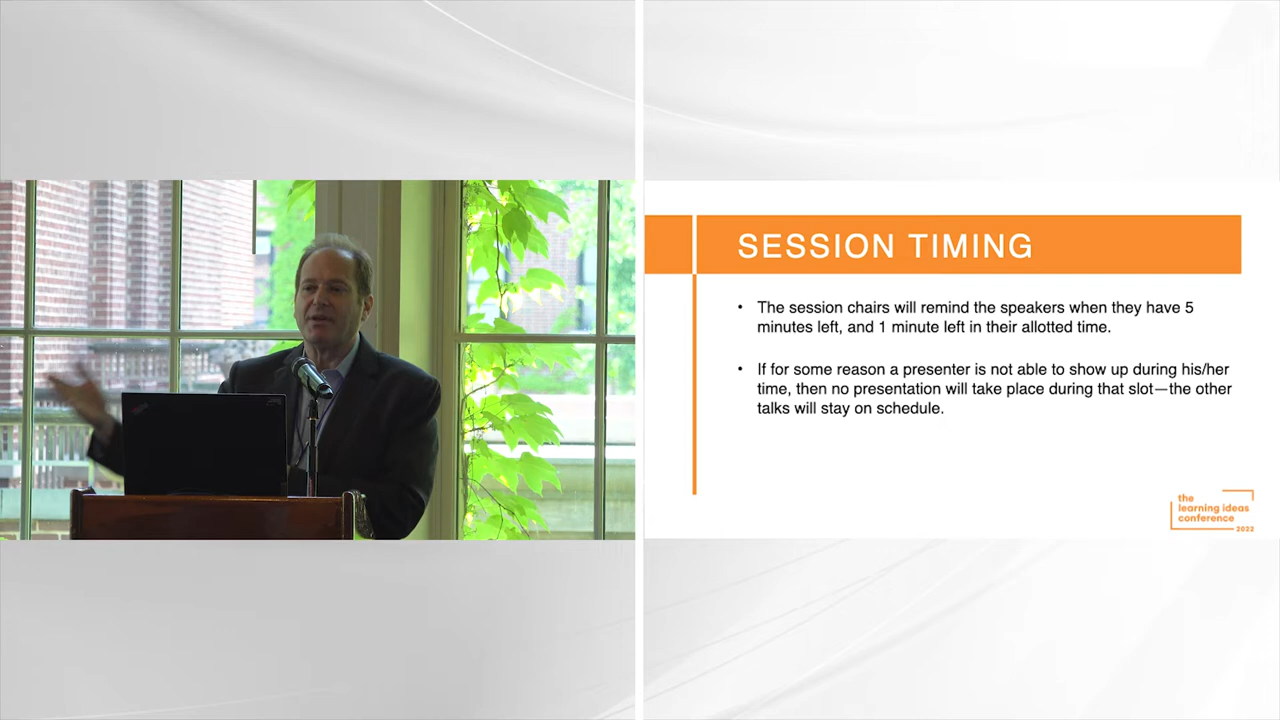 SESSION TIMING
• The session chairs will remind the speakers when they have 5
minutes left, and 1 minute left in their allotted time.
• If for some reason a presenter is not able to show up during his/her
time, then no presentation will take place during that slot—the other
talks will stay on schedule.
the
learning ideas
conference
2022